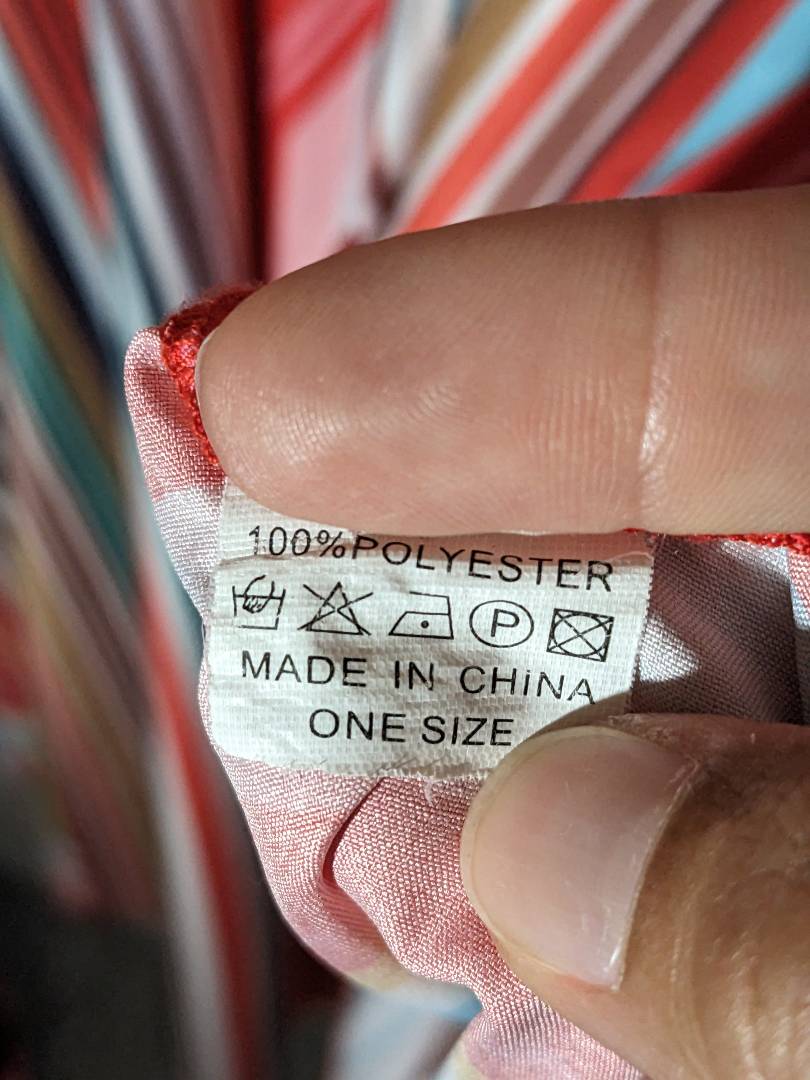 100%POLYESTER
P
MADE IN CHiNA
ONE SIZE